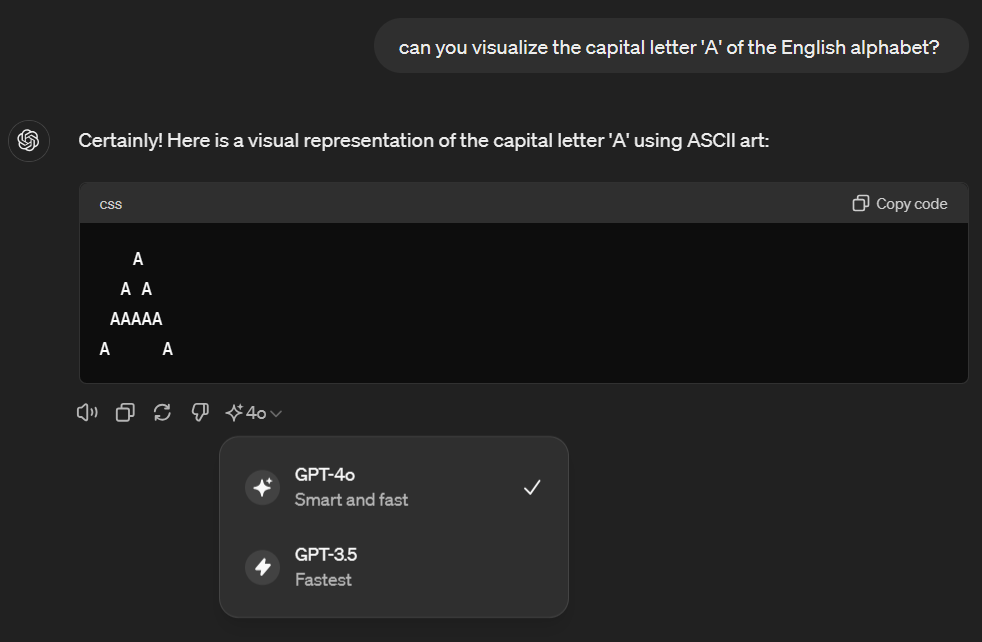 can you visualize the capital letter 'A' of the English alphabet?
Certainly! Here is a visual representation of the capital letter 'A' using ASCII art:
css Copy code
   A
  A A
 AAAAA
A     A
4o
GPT-4o
Smart and fast
GPT-3.5
Fastest